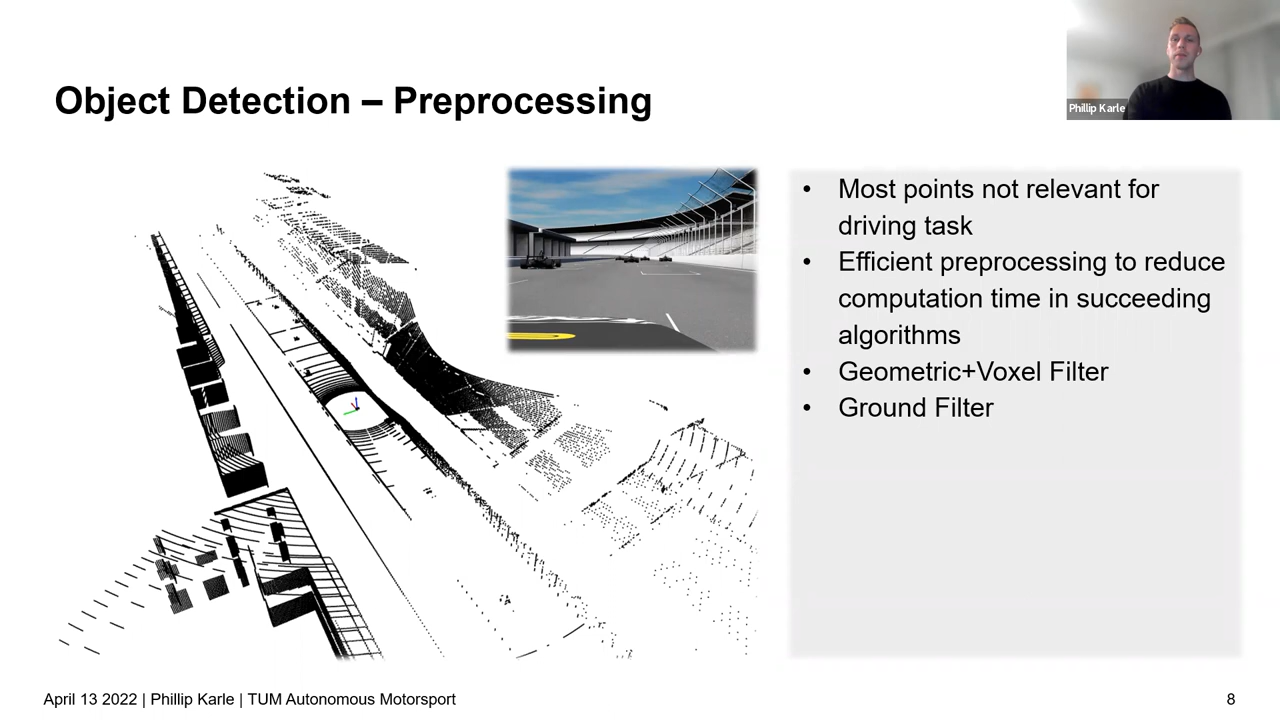 Phillip Karle
Object Detection – Preprocessing
• Most points not relevant for
driving task
• Efficient preprocessing to reduce
computation time in succeeding
algorithms
• Geometric+Voxel Filter
• Ground Filter
April 13 2022 | Phillip Karle | TUM Autonomous Motorsport
8